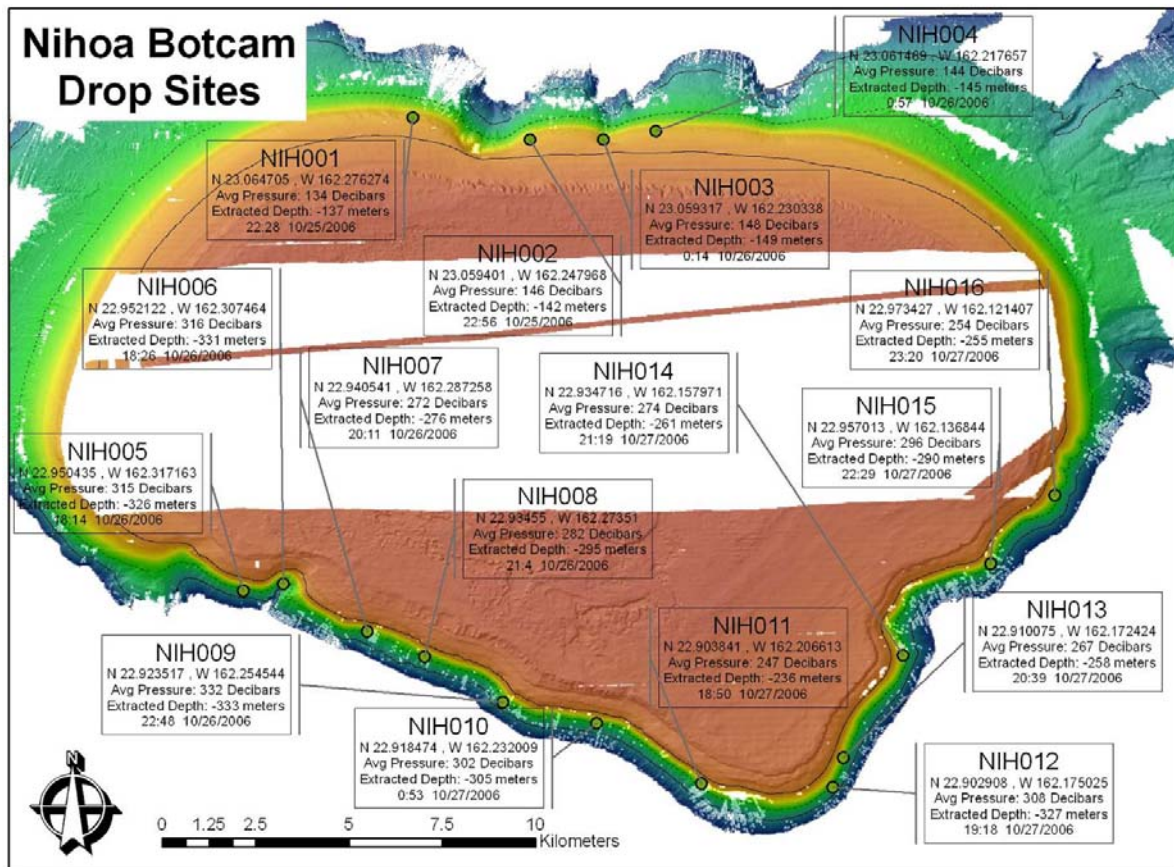 Nihoa Botcam
Drop Sites
NIH004
N 23.061469 , W 162.217657
Avg Pressure: 144 Decibars
Extracted Depth: -145 meters
0:57 10/26/2006
NIH001
N 23.064705 , W 162.276274
Avg Pressure: 134 Decibars
Extracted Depth: -137 meters
22:28 10/25/2006
NIH003
N 23.059317 , W 162.230338
Avg Pressure: 148 Decibars
Extracted Depth: -149 meters
0:14 10/26/2006
NIH002
N 23.059401 , W 162.247968
Avg Pressure: 146 Decibars
Extracted Depth: -142 meters
22:56 10/25/2006
NIH006
N 22.952122 , W 162.307464
Avg Pressure: 316 Decibars
Extracted Depth: -331 meters
18:26 10/26/2006
NIH016
N 22.973427 , W 162.121407
Avg Pressure: 254 Decibars
Extracted Depth: -255 meters
23:20 10/27/2006
NIH007
N 22.940541 , W 162.287258
Avg Pressure: 272 Decibars
Extracted Depth: -276 meters
20:11 10/26/2006
NIH014
N 22.934716 , W 162.157971
Avg Pressure: 274 Decibars
Extracted Depth: -261 meters
21:19 10/27/2006
NIH015
N 22.957013 , W 162.136844
Avg Pressure: 296 Decibars
Extracted Depth: -290 meters
22:29 10/27/2006
NIH005
N 22.950435 , W 162.317163
Avg Pressure: 315 Decibars
Extracted Depth: -326 meters
18:14 10/26/2006
NIH008
N 22.93455 , W 162.27351
Avg Pressure: 282 Decibars
Extracted Depth: -295 meters
21:4 10/26/2006
NIH013
N 22.910075 , W 162.172424
Avg Pressure: 267 Decibars
Extracted Depth: -258 meters
20:39 10/27/2006
NIH011
N 22.903841 , W 162.206613
Avg Pressure: 247 Decibars
Extracted Depth: -236 meters
18:50 10/27/2006
NIH009
N 22.923517 , W 162.254544
Avg Pressure: 332 Decibars
Extracted Depth: -333 meters
22:48 10/26/2006
NIH010
N 22.918474 , W 162.232009
Avg Pressure: 302 Decibars
Extracted Depth: -305 meters
0:53 10/27/2006
NIH012
N 22.902908 , W 162.175025
Avg Pressure: 308 Decibars
Extracted Depth: -327 meters
19:18 10/27/2006
N
0 1.25 2.5 5 7.5 10
Kilometers